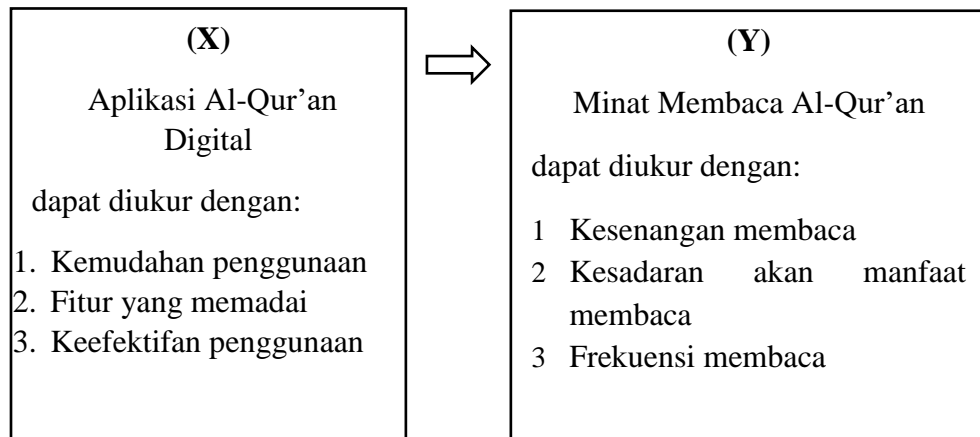 (X)
Aplikasi Al-Qur’an
Digital
dapat diukur dengan:
1. Kemudahan penggunaan
2. Fitur yang memadai
3. Keefektifan penggunaan
(Y)
Minat Membaca Al-Qur’an
dapat diukur dengan:
1 Kesenangan membaca
2 Kesadaran akan manfaat
membaca
3 Frekuensi membaca